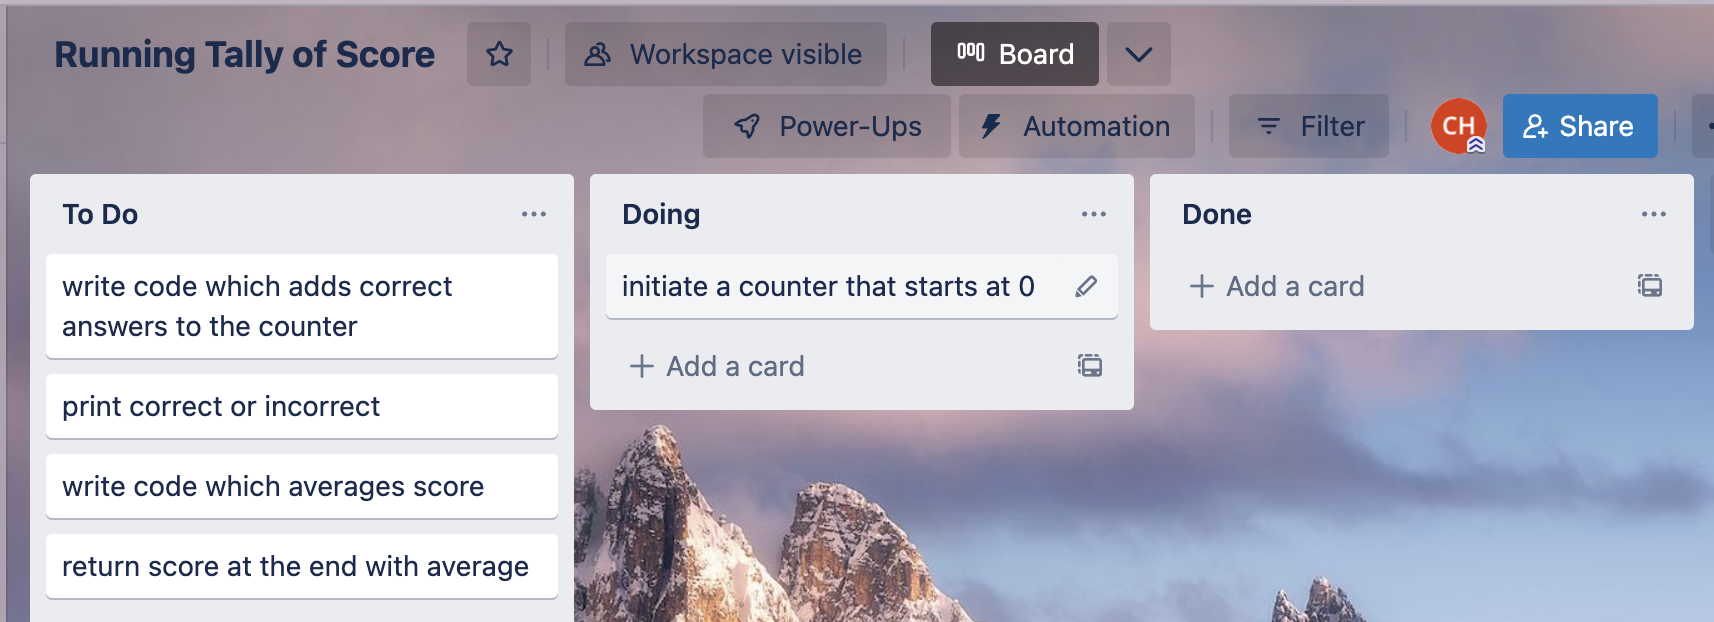 Running Tally of Score
Workspace visible
Board
Power-Ups
Automation
Filter
CH
Share
To Do
write code which adds correct
answers to the counter
print correct or incorrect
write code which averages score
return score at the end with average
Doing
initiate a counter that starts at 0
Add a card
Done
Add a card